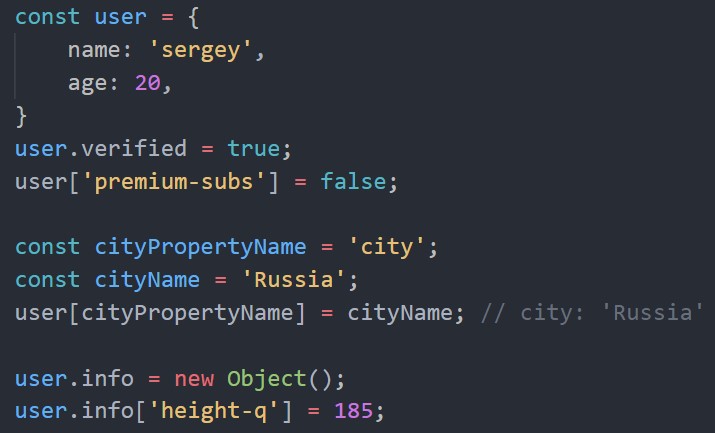 const user = {
    name: 'sergey',
    age: 20,
}
user.verified = true;
user['premium-subs'] = false;

const cityPropertyName = 'city';
const cityName = 'Russia';
user[cityPropertyName] = cityName; // city: 'Russia'

user.info = new Object();
user.info['height-q'] = 185;